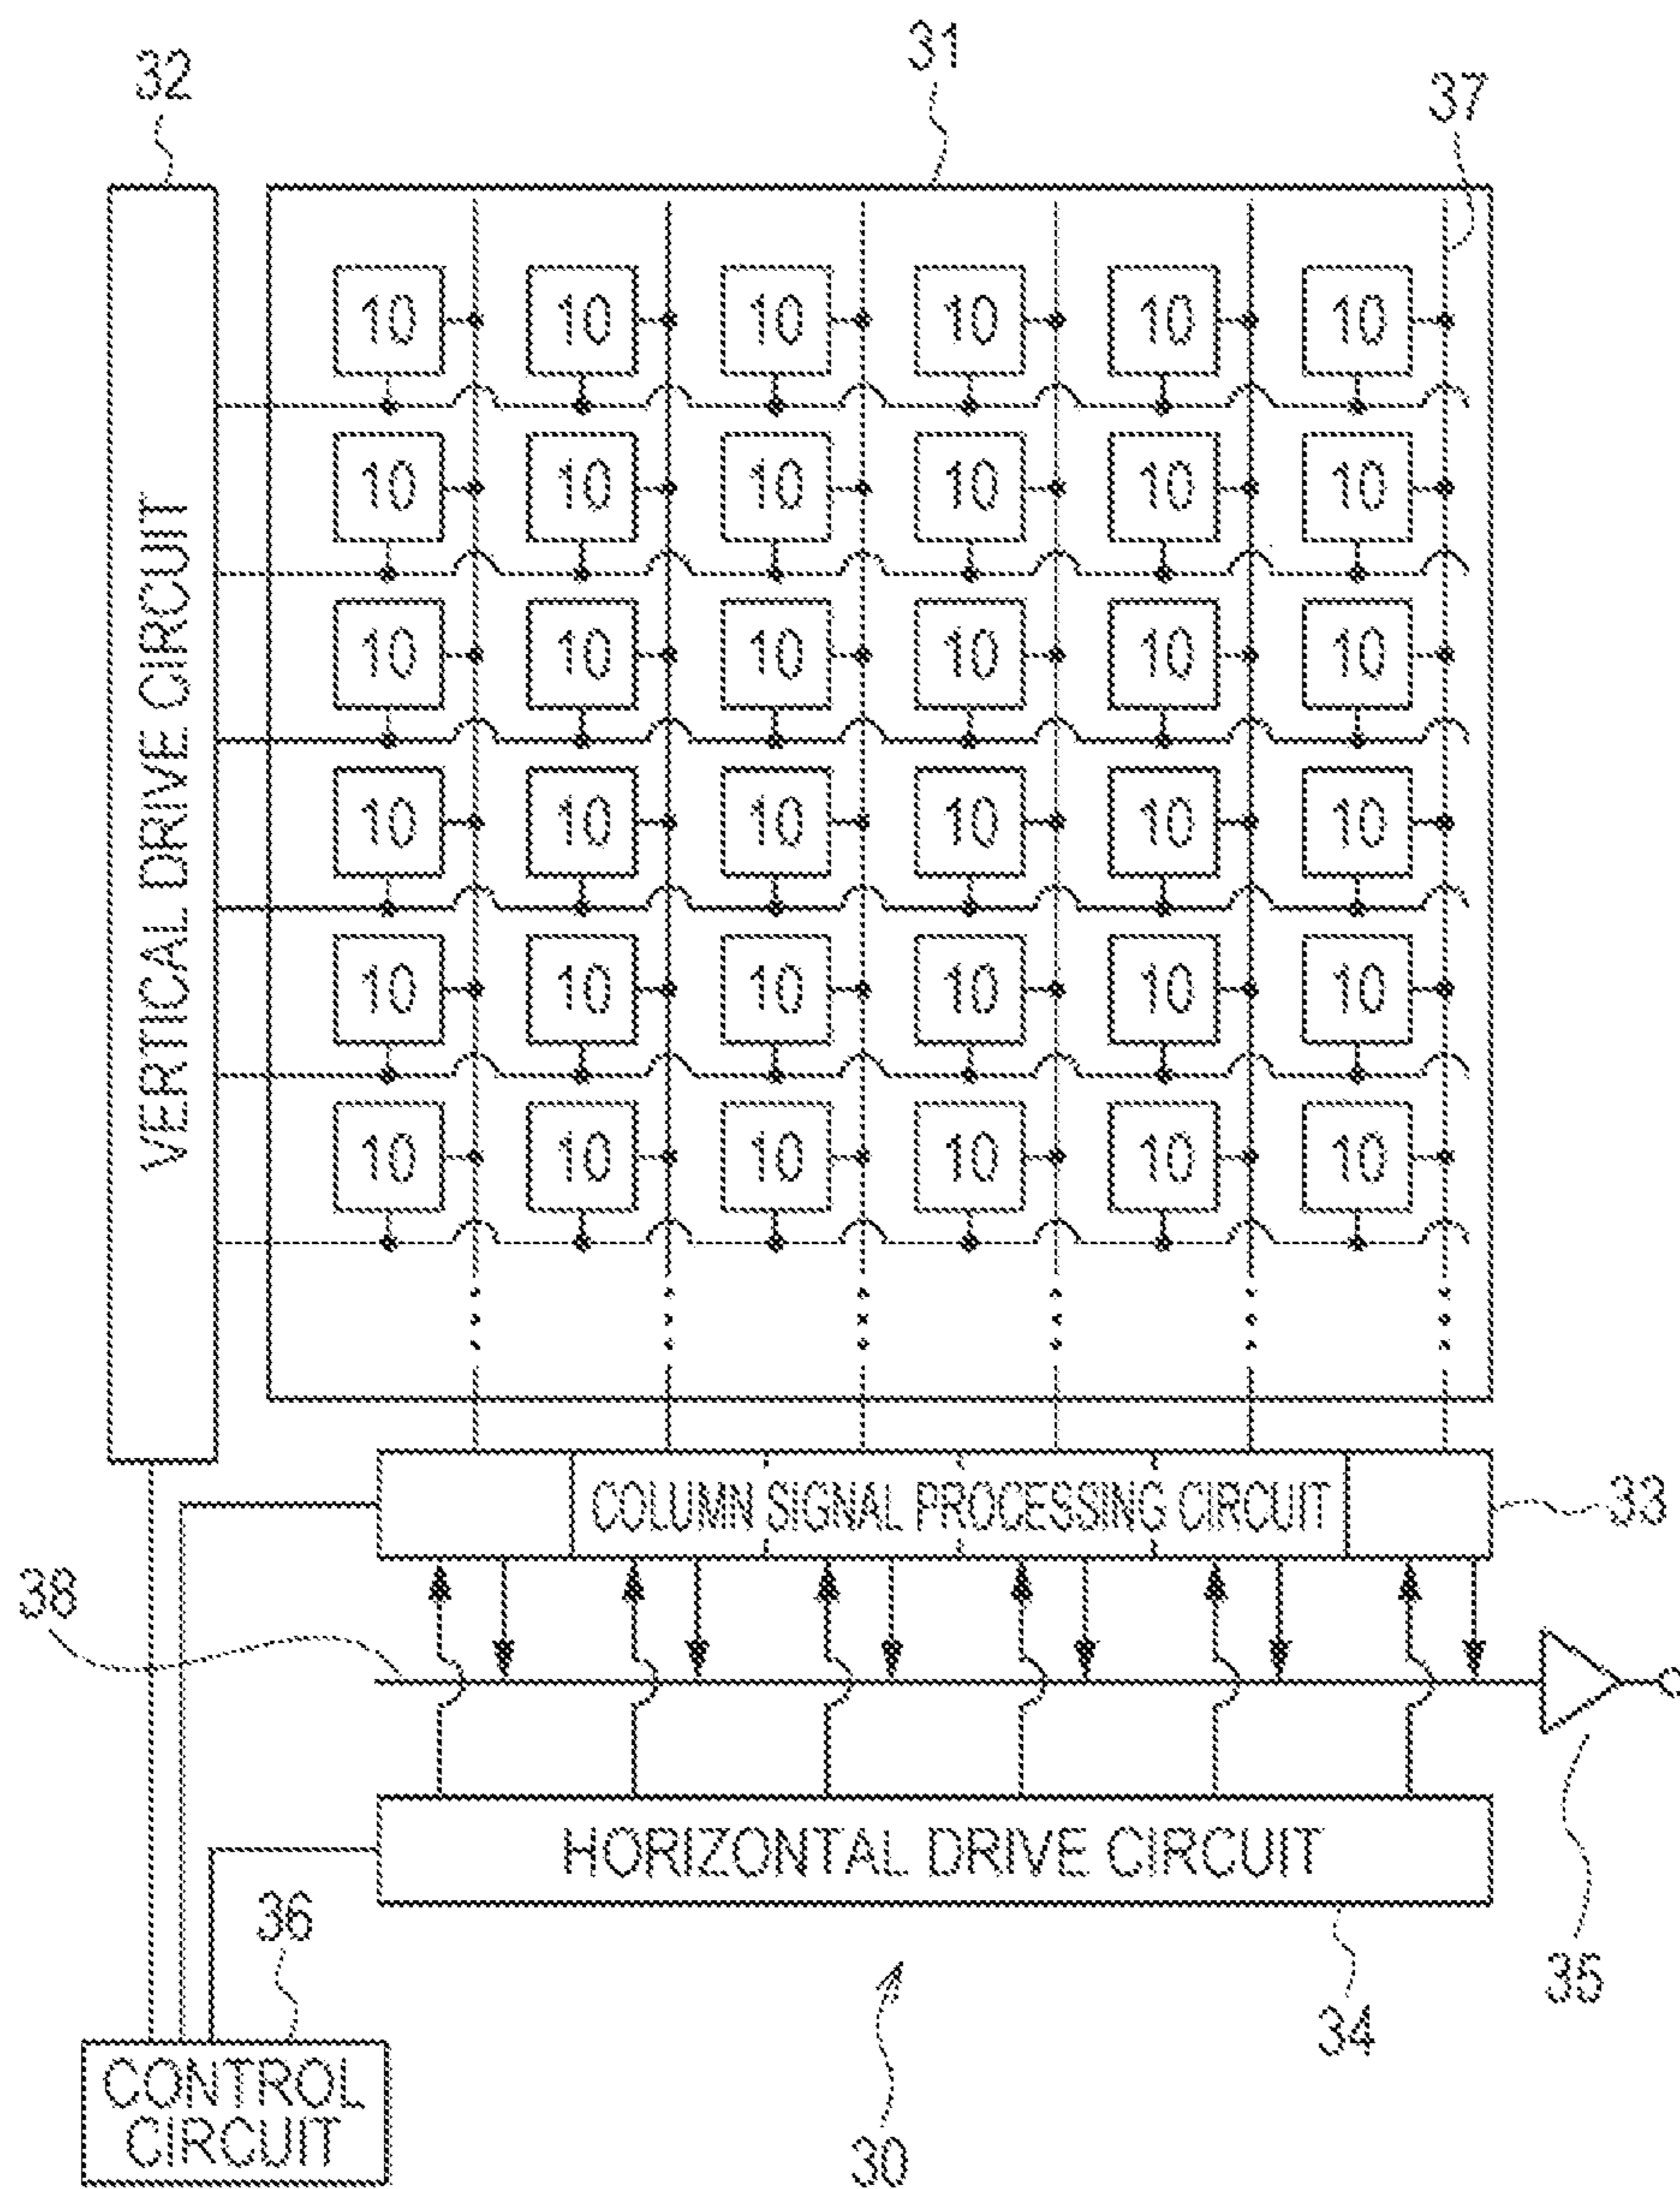 31
32
37
10 10 10 10 10 10
10 10 10 10 10 10
10 10 10 10 10 10
10 10 10 10 10 10
10 10 10 10 10 10
10 10 10 10 10 10
VERTICAL DRIVE CIRCUIT
COLUMN SIGNAL PROCESSING CIRCUIT
33
38
HORIZONTAL DRIVE CIRCUIT
36
35
34
CONTROL
CIRCUIT
30